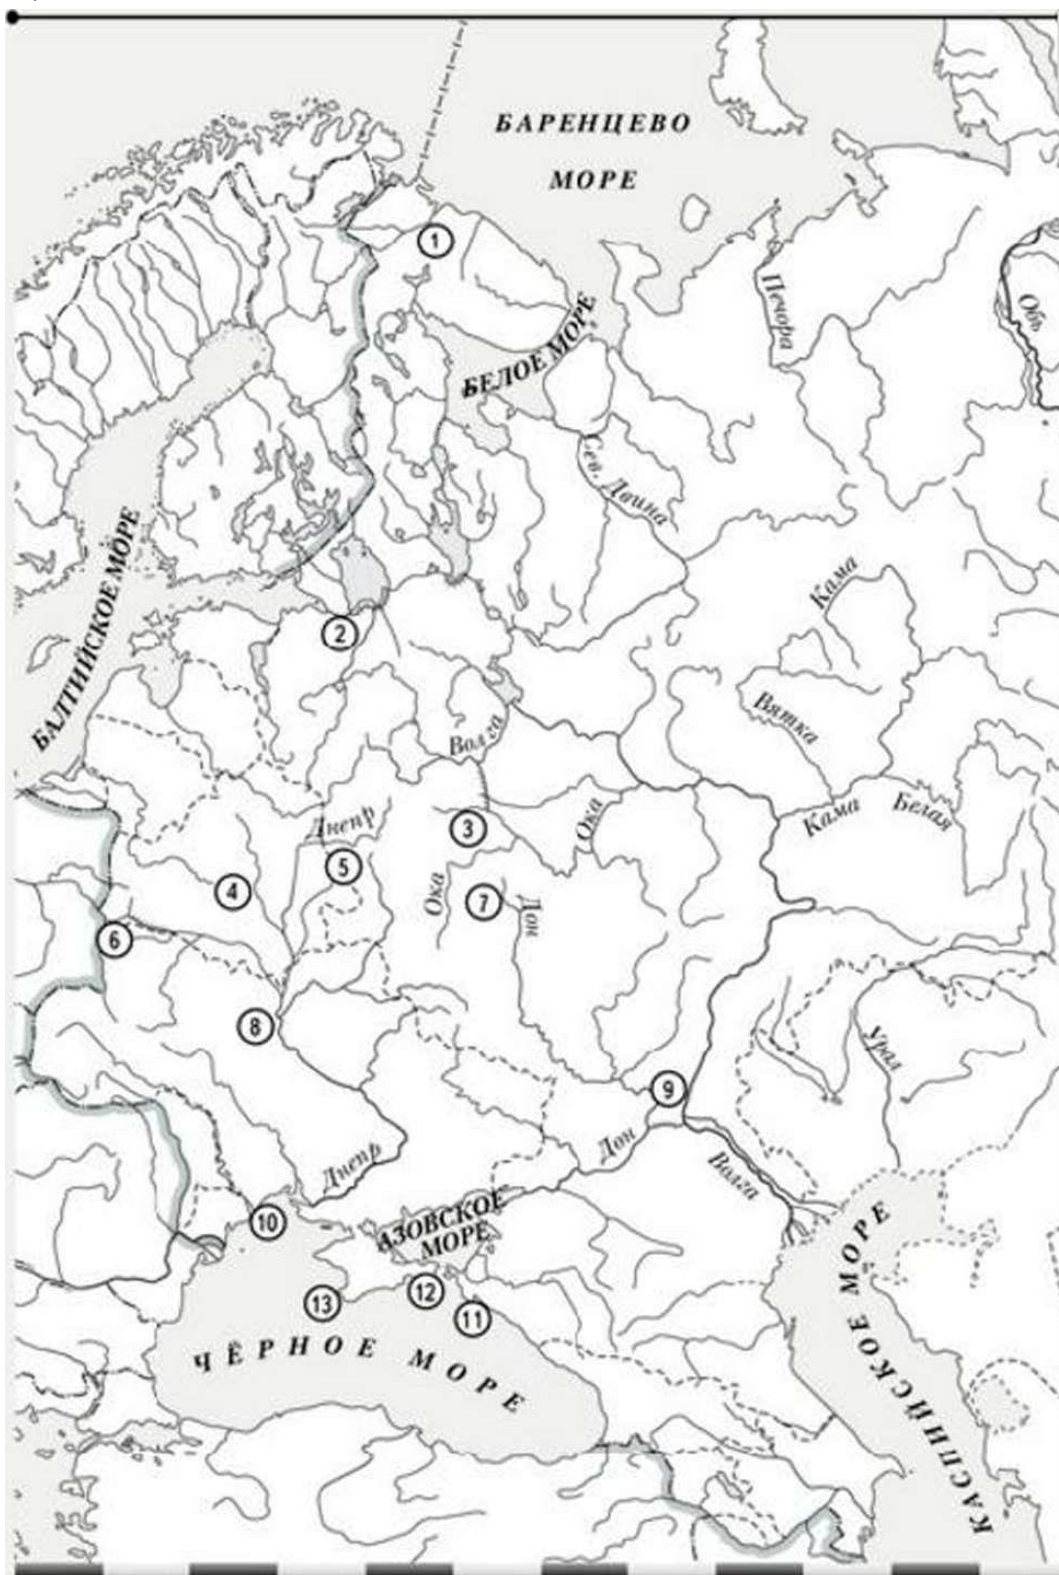 БАРЕНЦЕВО
МОРЕ
1
Печора
Обь
БЕЛОЕ МОРЕ
Сев. Двина
БАЛТИЙСКОЕ МОРЕ
Кама
2
Вятка
Волга
Днепр
3
Ока
Кама
Белая
5
4
Ока
7
Дон
6
8
Урал
9
Дон
Днепр
Волга
10
АЗОВСКОЕ
МОРЕ
12
13
11
ЧЁРНОЕ МОРЕ
КАСПИЙСКОЕ МОРЕ